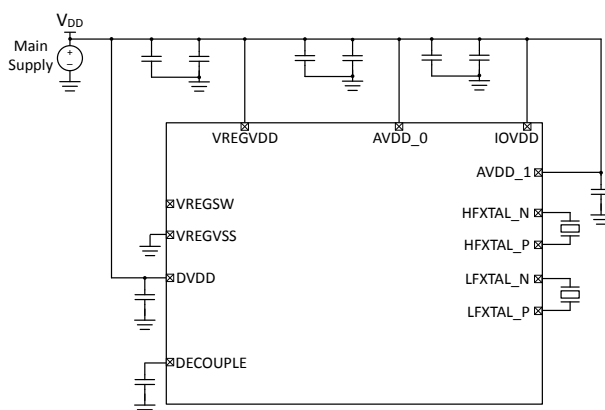 VDD
Main
Supply
+
–
VREGVDD
AVDD_0
IOVDD
AVDD_1
VREGSW
HFXTAL_N
VREGVSS
HFXTAL_P
DVDD
LFXTAL_N
LFXTAL_P
DECOUPLE